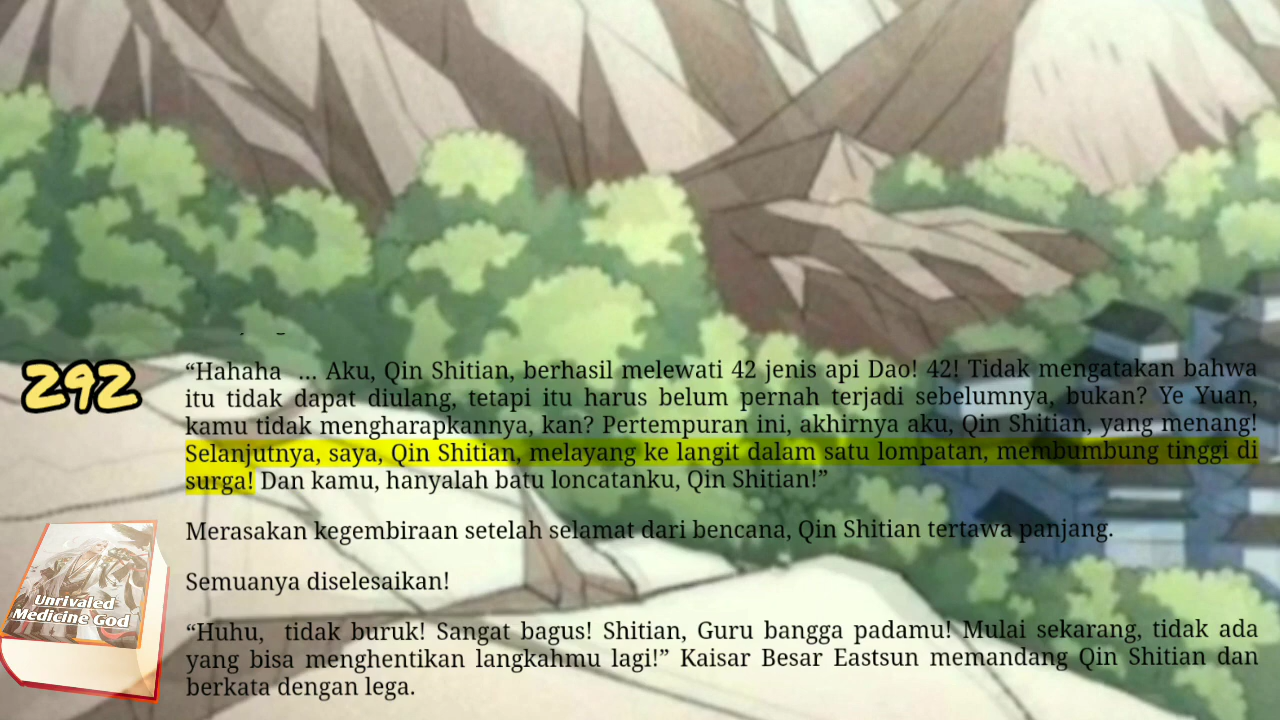 292
“Hahaha ... Aku, Qin Shitian, berhasil melewati 42 jenis api Dao! 42! Tidak mengatakan bahwa
itu tidak dapat diulang, tetapi itu harus belum pernah terjadi sebelumnya, bukan? Ye Yuan,
kamu tidak mengharapkannya, kan? Pertempuran ini, akhirnya aku, Qin Shitian, yang menang!
Selanjutnya, saya, Qin Shitian, melayang ke langit dalam satu lompatan, membumbung tinggi di
surga! Dan kamu, hanyalah batu loncatanku, Qin Shitian!”
Merasakan kegembiraan setelah selamat dari bencana, Qin Shitian tertawa panjang.
Semuanya diselesaikan!
“Huhu, tidak buruk! Sangat bagus! Shitian, Guru bangga padamu! Mulai sekarang, tidak ada
yang bisa menghentikan langkahmu lagi!” Kaisar Besar Eastsun memandang Qin Shitian dan
berkata dengan lega.
Unrivaled
Medicine God